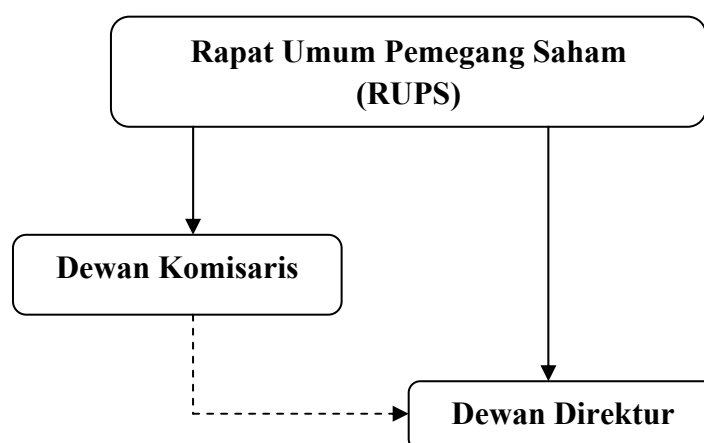 Rapat Umum Pemegang Saham
(RUPS)
Dewan Komisaris
Dewan Direktur